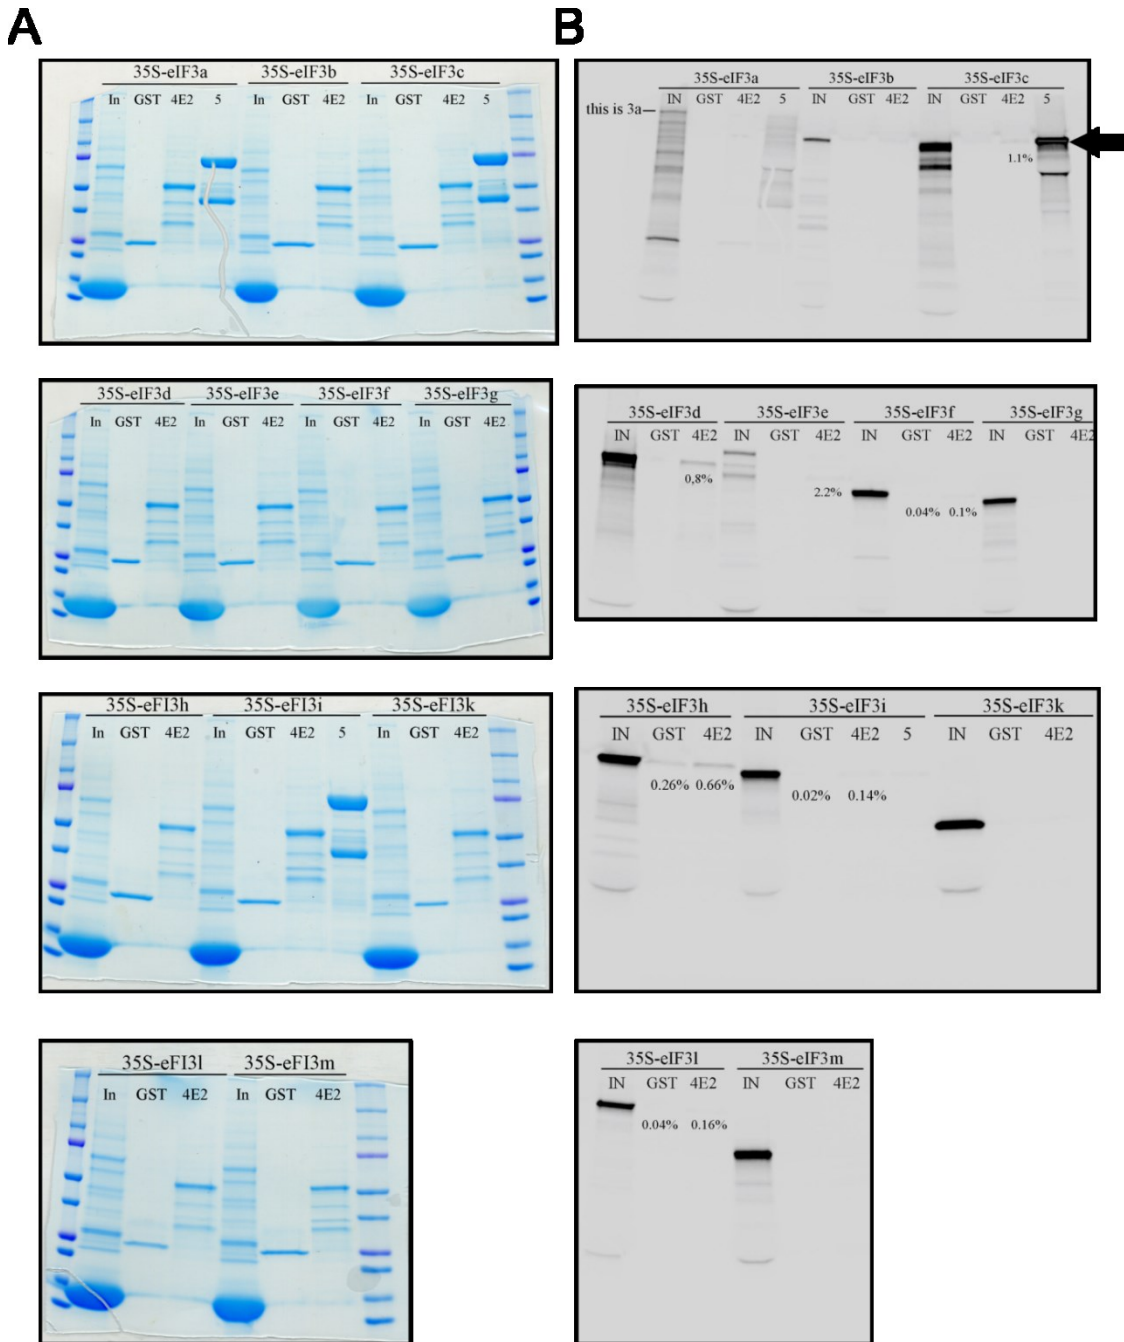 A
B
35S-eIF3a 35S-eIF3b 35S-eIF3c
In GST 4E2 5 In GST 4E2 In GST 4E2 5
35S-eIF3a 35S-eIF3b 35S-eIF3c
IN GST 4E2 5 IN GST 4E2 IN GST 4E2 5
this is 3a
1.1%
35S-eIF3d 35S-eIF3e 35S-eIF3f 35S-eIF3g
In GST 4E2 In GST 4E2 In GST 4E2 In GST 4E2
35S-eIF3d 35S-eIF3e 35S-eIF3f 35S-eIF3g
IN GST 4E2 IN GST 4E2 IN GST 4E2 IN GST 4E2
0,8% 2.2% 0.04% 0.1%
35S-eFI3h 35S-eFI3i 35S-eFI3k
In GST 4E2 In GST 4E2 5 In GST 4E2
35S-eIF3h 35S-eIF3i 35S-eIF3k
IN GST 4E2 IN GST 4E2 5 IN GST 4E2
0.26% 0.66% 0.02% 0.14%
35S-eFI3l 35S-eFI3m
In GST 4E2 In GST 4E2
35S-eIF3l 35S-eIF3m
IN GST 4E2 IN GST 4E2
0.04% 0.16%